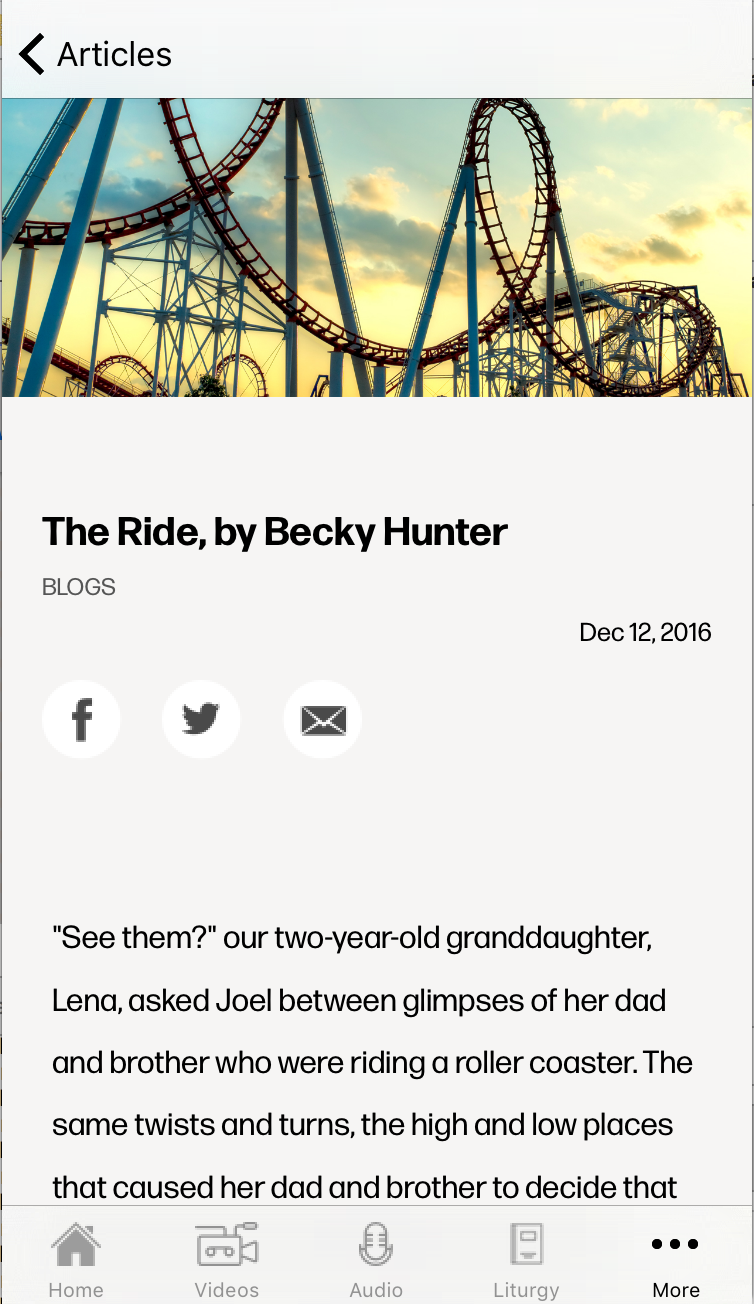 Articles
The Ride, by Becky Hunter
BLOGS
Dec 12, 2016
"See them?" our two-year-old granddaughter,
Lena, asked Joel between glimpses of her dad
and brother who were riding a roller coaster. The
same twists and turns, the high and low places
that caused her dad and brother to decide that
Home
Videos
Audio
Liturgy
More